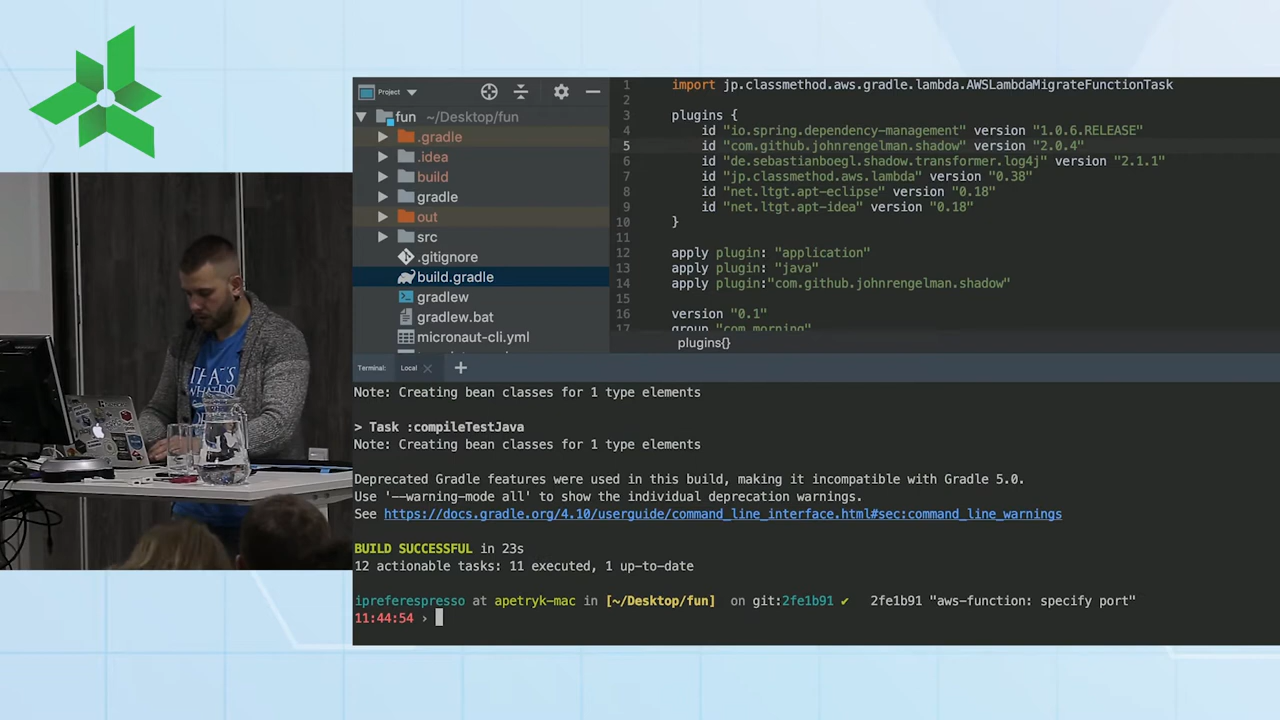 Project
fun ~/Desktop/fun
.gradle
.idea
build
gradle
out
src
.gitignore
build.gradle
gradlew
gradlew.bat
micronaut-cli.yml
1 import jp.classmethod.aws.gradle.lambda.AWSLambdaMigrateFunctionTask
2
3 plugins {
4 id "io.spring.dependency-management" version "1.0.6.RELEASE"
5 id "com.github.johnrengelman.shadow" version "2.0.4"
6 id "de.sebastianboegl.shadow.transformer.log4j" version "2.1.1"
7 id "jp.classmethod.aws.lambda" version "0.38"
8 id "net.ltgt.apt-eclipse" version "0.18"
9 id "net.ltgt.apt-idea" version "0.18"
10 }
11
12 apply plugin: "application"
13 apply plugin: "java"
14 apply plugin:"com.github.johnrengelman.shadow"
15
16 version "0.1"
17 group "com.morning"
plugins{}
Terminal: Local
Note: Creating bean classes for 1 type elements
> Task :compileTestJava
Note: Creating bean classes for 1 type elements
Deprecated Gradle features were used in this build, making it incompatible with Gradle 5.0.
Use '--warning-mode all' to show the individual deprecation warnings.
See https://docs.gradle.org/4.10/userguide/command_line_interface.html#sec:command_line_warnings
BUILD SUCCESSFUL in 23s
12 actionable tasks: 11 executed, 1 up-to-date
ipreferespresso at apetryk-mac in [~/Desktop/fun] on git:2fe1b91 ✔ 2fe1b91 "aws-function: specify port"
11:44:54 ›
THAT'S
WHAT I DO